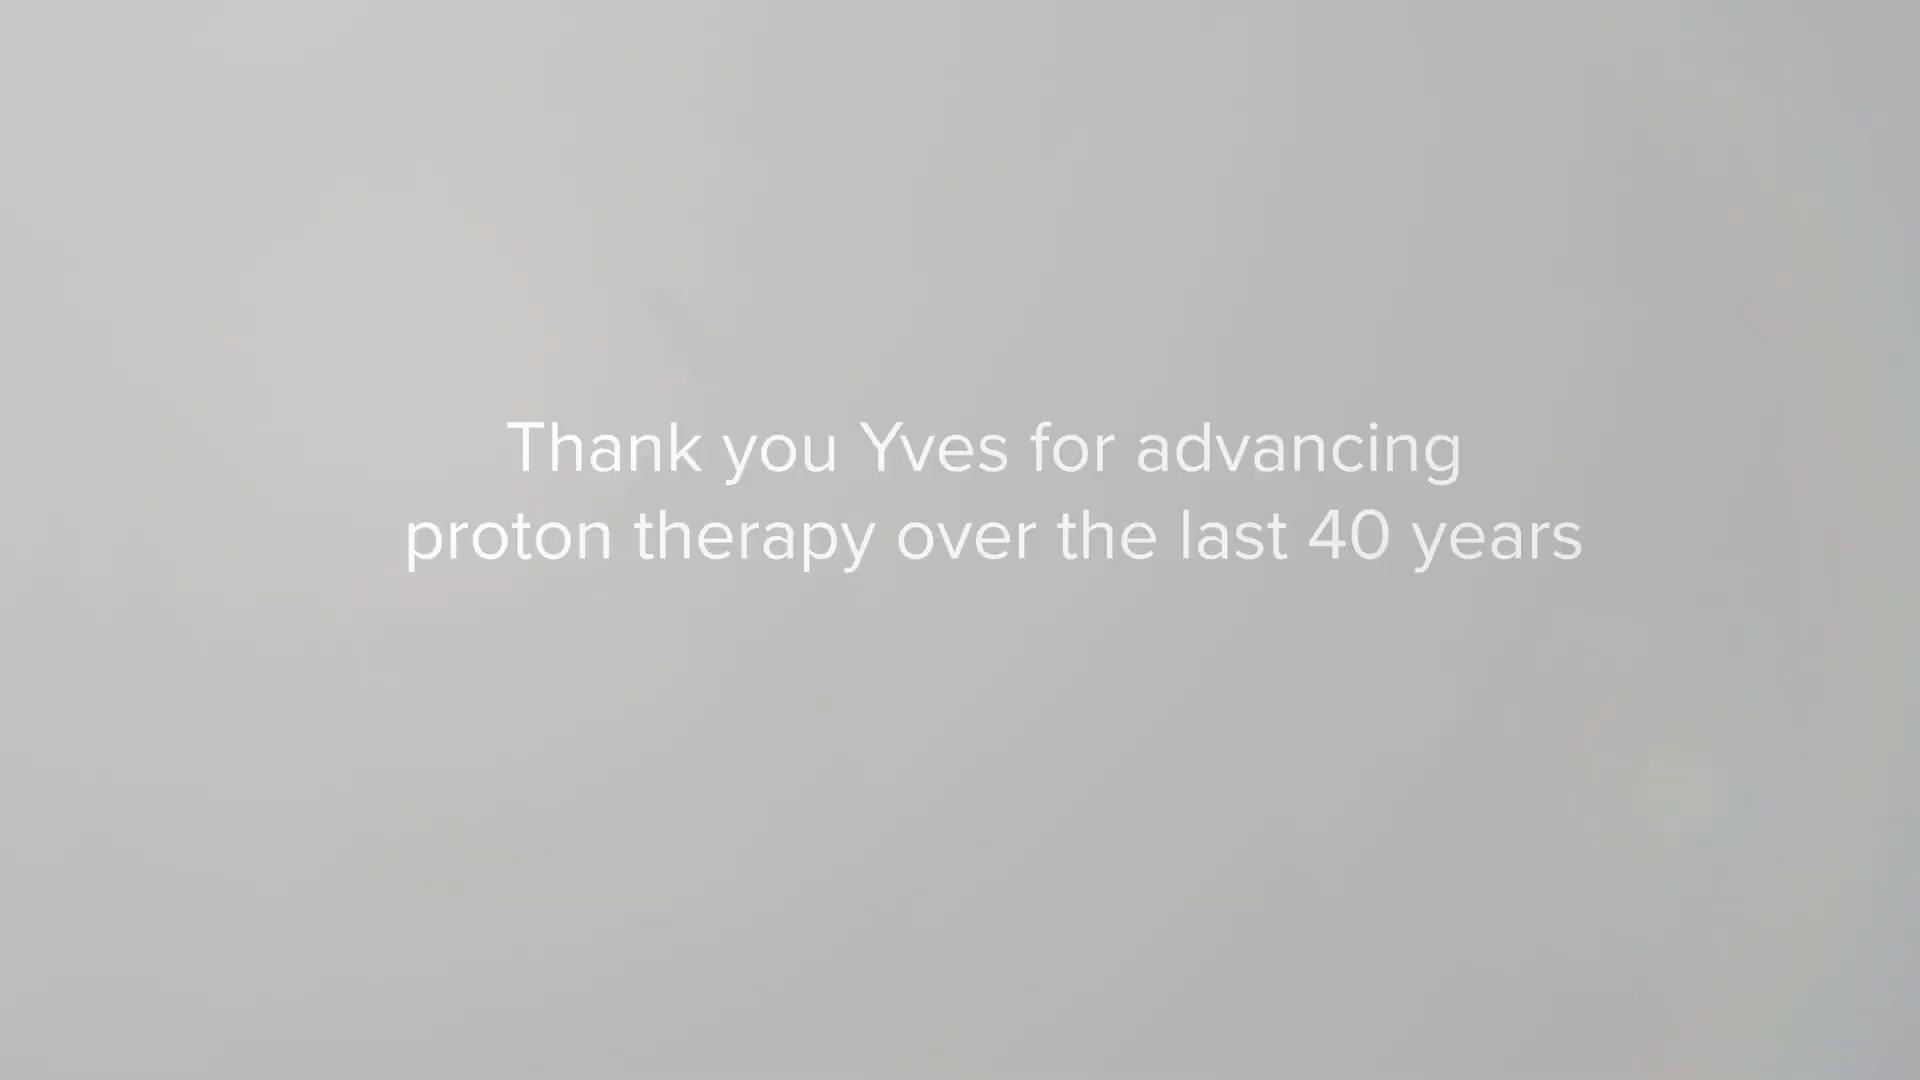 Thank you Yves for advancing
proton therapy over the last 40 years